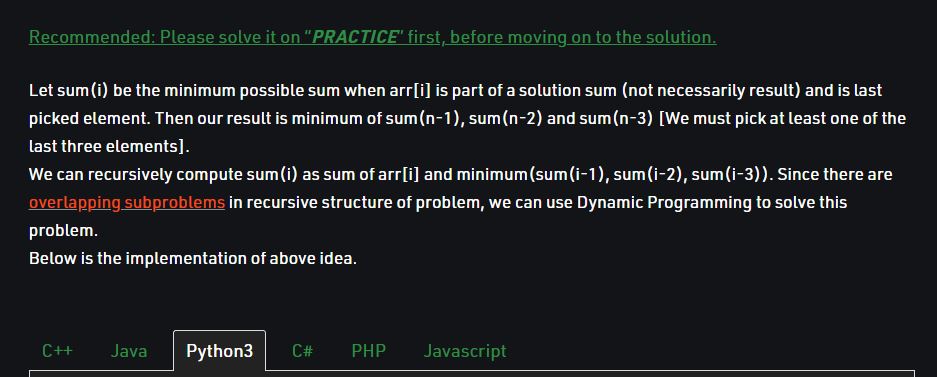 Recommended: Please solve it on "PRACTICE" first, before moving on to the solution.
Let sum(i) be the minimum possible sum when arr[i] is part of a solution sum (not necessarily result) and is last
picked element. Then our result is minimum of sum(n-1), sum(n-2) and sum(n-3) [We must pick at least one of the
last three elements].
We can recursively compute sum(i) as sum of arr[i] and minimum(sum(i-1), sum(i-2), sum(i-3)). Since there are
overlapping subproblems in recursive structure of problem, we can use Dynamic Programming to solve this
problem.
Below is the implementation of above idea.
C++ Java Python3 C# PHP Javascript